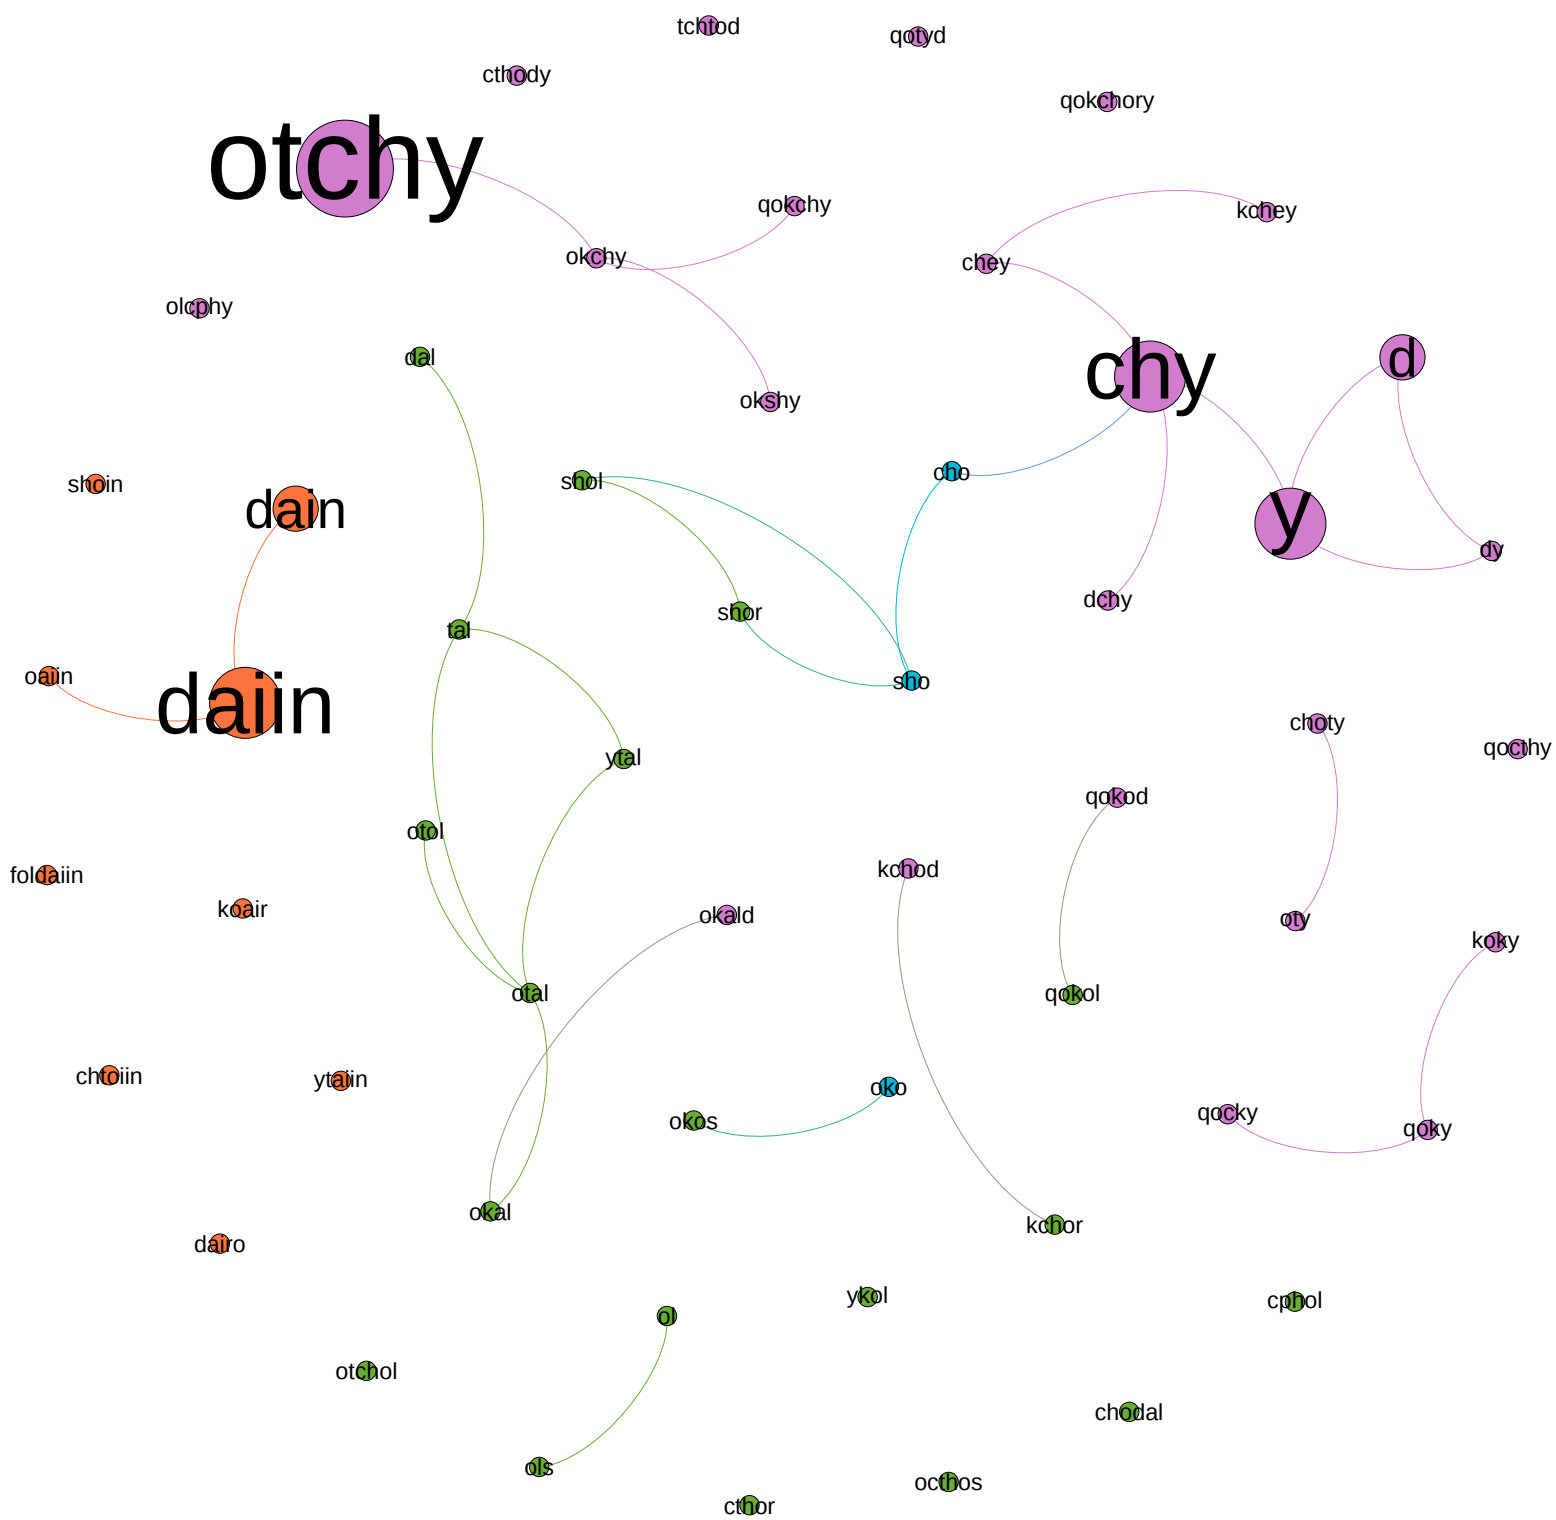 tchtod
qotyd
cthody
qokchory
otchy
qokchy
kchey
okchy
chey
olcphy
dal
chy
d
okshy
shol
cho
shoin
dain
y
dy
dchy
shor
tal
oaiin
sho
daiin
choty
qocthy
ytal
qokod
otol
kchod
foldaiin
koair
okald
oty
koky
otal
qokol
chtoiin
ytaiin
oko
qocky
okos
qoky
okal
kchor
dairo
ykol
cphol
ol
otchol
chodal
ols
octhos
cthor